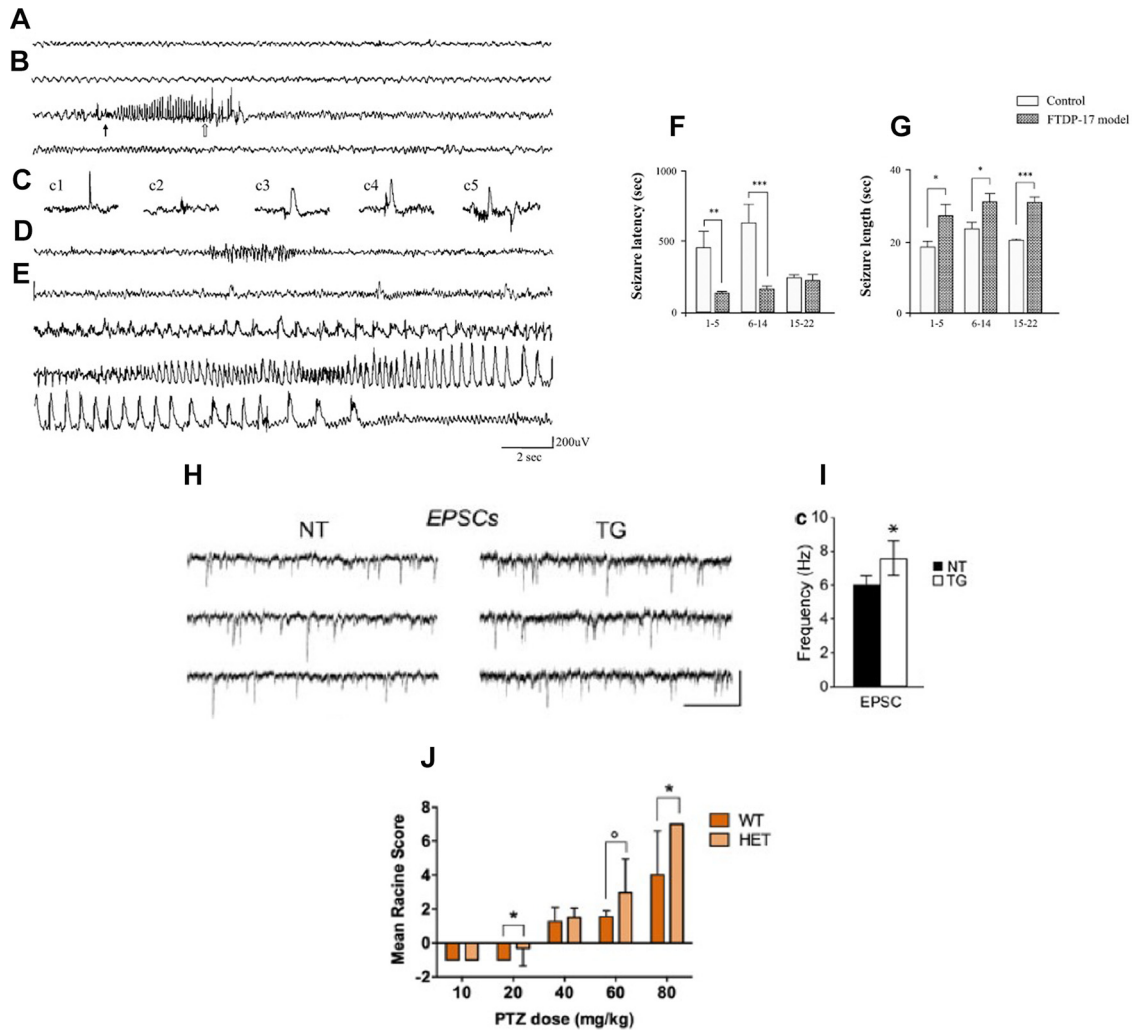 A
B
C
c1 c2 c3 c4 c5
D
E
200uV
2 sec
F
Seizure latency (sec)
1000
500
0
1-5 6-14 15-22
** ***
G
Control
FTDP-17 model
Seizure length (sec)
40
20
0
1-5 6-14 15-22
* * ***
H
EPSCs
NT TG
I
c
Frequency (Hz)
10
8
6
4
2
0
*
NT
TG
EPSC
J
Mean Racine Score
8
6
4
2
0
-2
* ° *
WT
HET
10 20 40 60 80
PTZ dose (mg/kg)